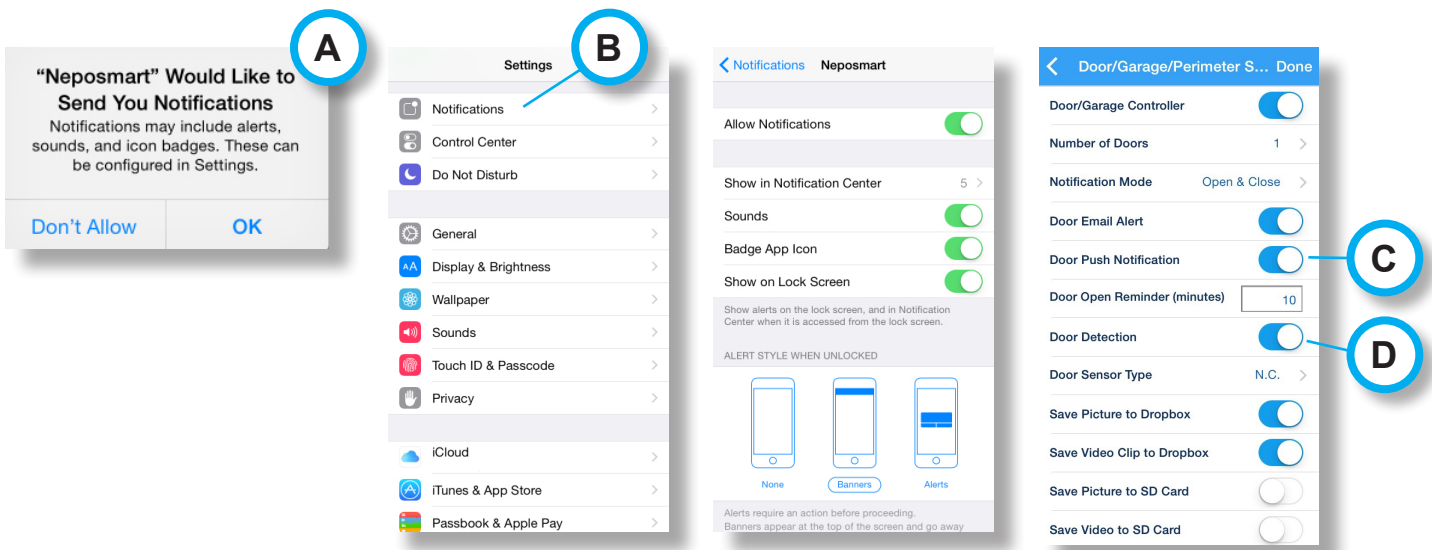 A
“Neposmart” Would Like to
Send You Notifications
Notifications may include alerts,
sounds, and icon badges. These can
be configured in Settings.
Don’t Allow OK
B
Settings
Notifications
Control Center
Do Not Disturb
General
AA Display & Brightness
Wallpaper
Sounds
Touch ID & Passcode
Privacy
iCloud
iTunes & App Store
Passbook & Apple Pay
Notifications Neposmart
Allow Notifications
Show in Notification Center 5
Sounds
Badge App Icon
Show on Lock Screen
Show alerts on the lock screen, and in Notification
Center when it is accessed from the lock screen.
ALERT STYLE WHEN UNLOCKED
None Banners Alerts
Alerts require an action before proceeding.
Banners appear at the top of the screen and go away
Door/Garage/Perimeter S... Done
Door/Garage Controller
Number of Doors 1
Notification Mode Open & Close
Door Email Alert
Door Push Notification
C
Door Open Reminder (minutes) 10
Door Detection
D
Door Sensor Type N.C.
Save Picture to Dropbox
Save Video Clip to Dropbox
Save Picture to SD Card
Save Video to SD Card